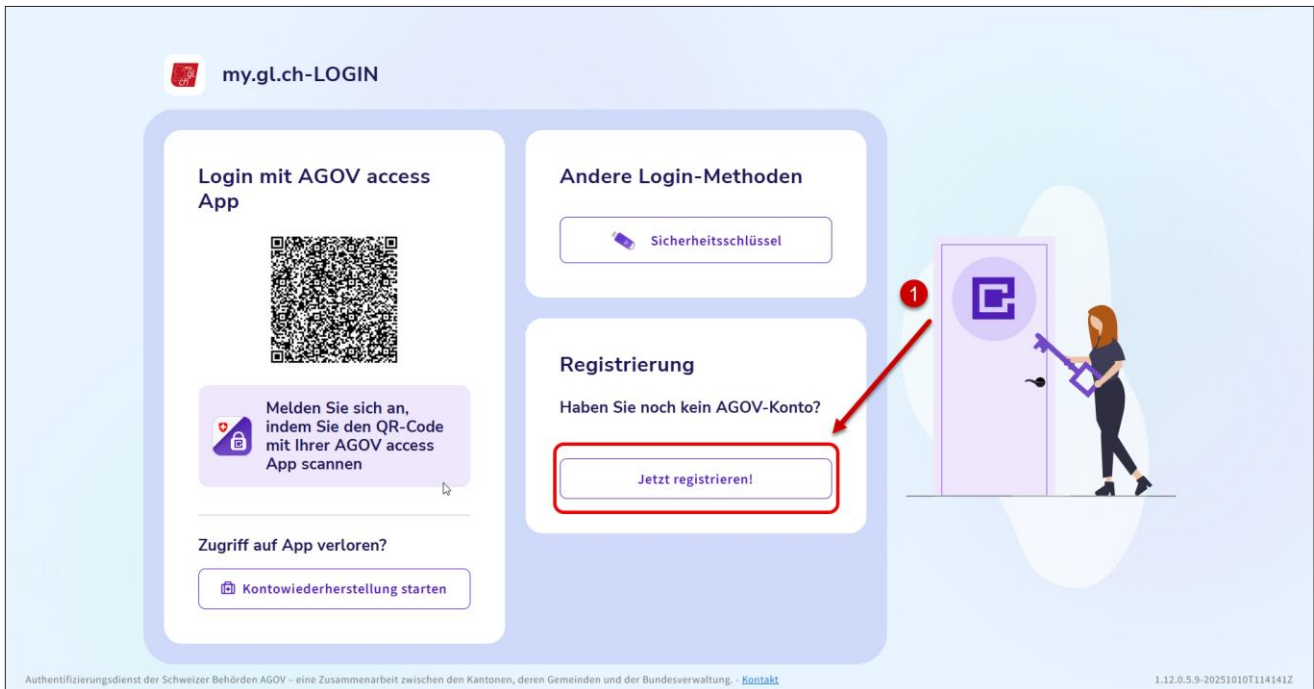 my.gl.ch-LOGIN
Login mit AGOV access
App
Melden Sie sich an,
indem Sie den QR-Code
mit Ihrer AGOV access
App scannen
Zugriff auf App verloren?
Kontowiederherstellung starten
Andere Login-Methoden
Sicherheitsschlüssel
Registrierung
Haben Sie noch kein AGOV-Konto?
Jetzt registrieren!
1
Authentifizierungsdienst der Schweizer Behörden AGOV – eine Zusammenarbeit zwischen den Kantonen, deren Gemeinden und der Bundesverwaltung. - Kontakt
1.12.0.5.9-20251010T114141Z